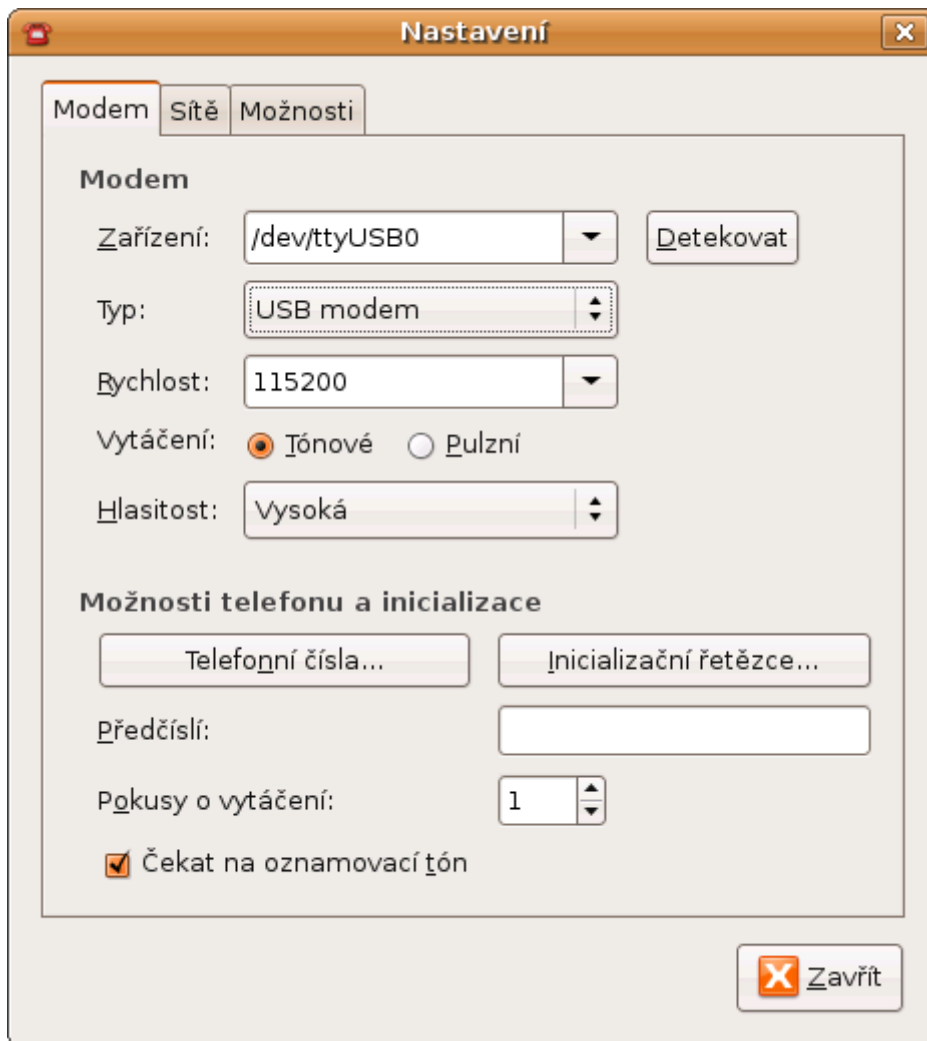 Nastavení
Modem Sítě Možnosti
Modem
Zařízení: /dev/ttyUSB0 Detekovat
Typ: USB modem
Rychlost: 115200
Vytáčení: Tónové Pulzní
Hlasitost: Vysoká
Možnosti telefonu a inicializace
Telefonní čísla... Inicializační řetězce...
Předčíslí:
Pokusy o vytáčení: 1
Čekat na oznamovací tón
Zavřít